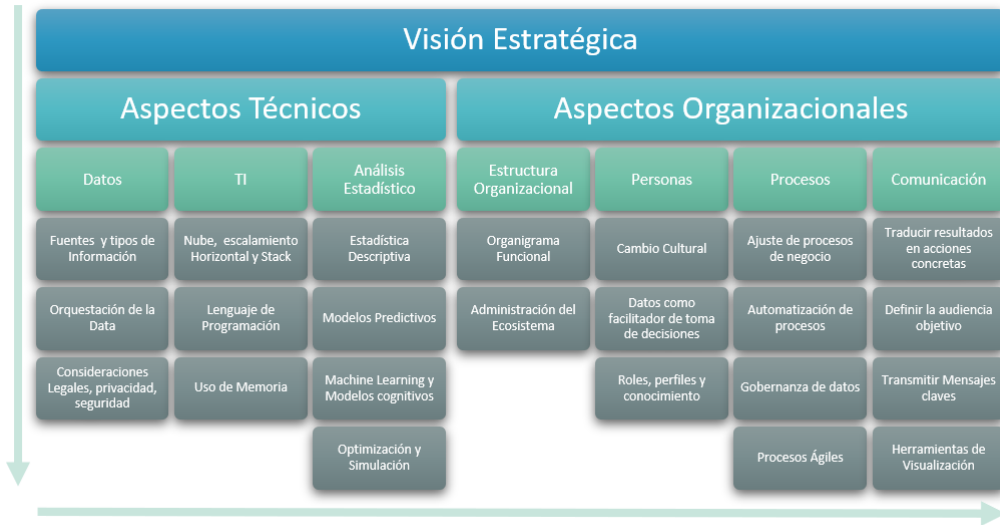 Visión Estratégica
Aspectos Técnicos
Aspectos Organizacionales
Datos
TI
Análisis
Estadístico
Estructura
Organizacional
Personas
Procesos
Comunicación
Fuentes y tipos de
Información
Nube, escalamiento
Horizontal y Stack
Estadística
Descriptiva
Organigrama
Funcional
Cambio Cultural
Ajuste de procesos
de negocio
Traducir resultados
en acciones
concretas
Orquestación de la
Data
Lenguaje de
Programación
Modelos Predictivos
Administración del
Ecosistema
Datos como
facilitador de toma
de decisiones
Automatización de
procesos
Definir la audiencia
objetivo
Consideraciones
Legales, privacidad,
seguridad
Uso de Memoria
Machine Learning y
Modelos cognitivos
Roles, perfiles y
conocimiento
Gobernanza de datos
Transmitir Mensajes
claves
Optimización y
Simulación
Procesos Ágiles
Herramientas de
Visualización